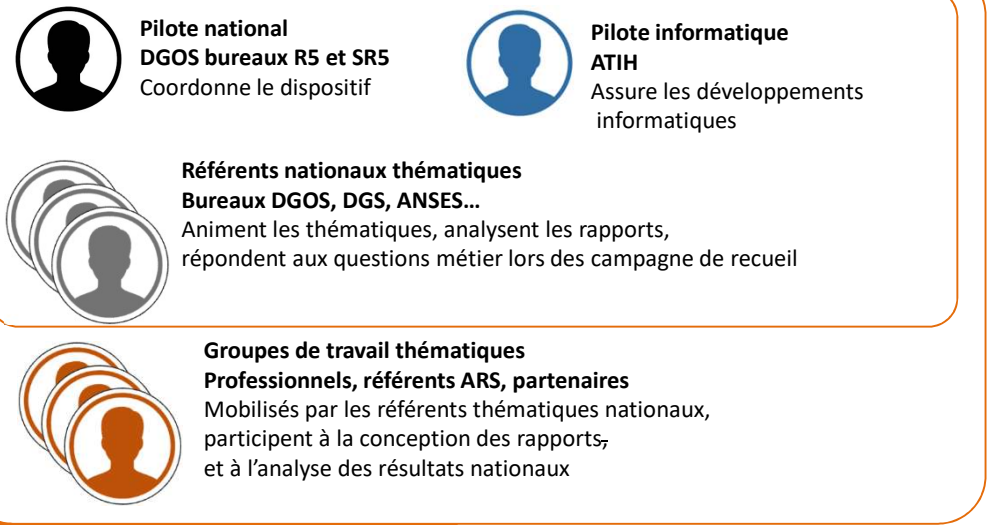 Pilote national
DGOS bureaux R5 et SR5
Coordonne le dispositif
Pilote informatique
ATIH
Assure les développements
informatiques
Référents nationaux thématiques
Bureaux DGOS, DGS, ANSES...
Animent les thématiques, analysent les rapports,
répondent aux questions métier lors des campagne de recueil
Groupes de travail thématiques
Professionnels, référents ARS, partenaires
Mobilisés par les référents thématiques nationaux,
participent à la conception des rapports,
et à l’analyse des résultats nationaux